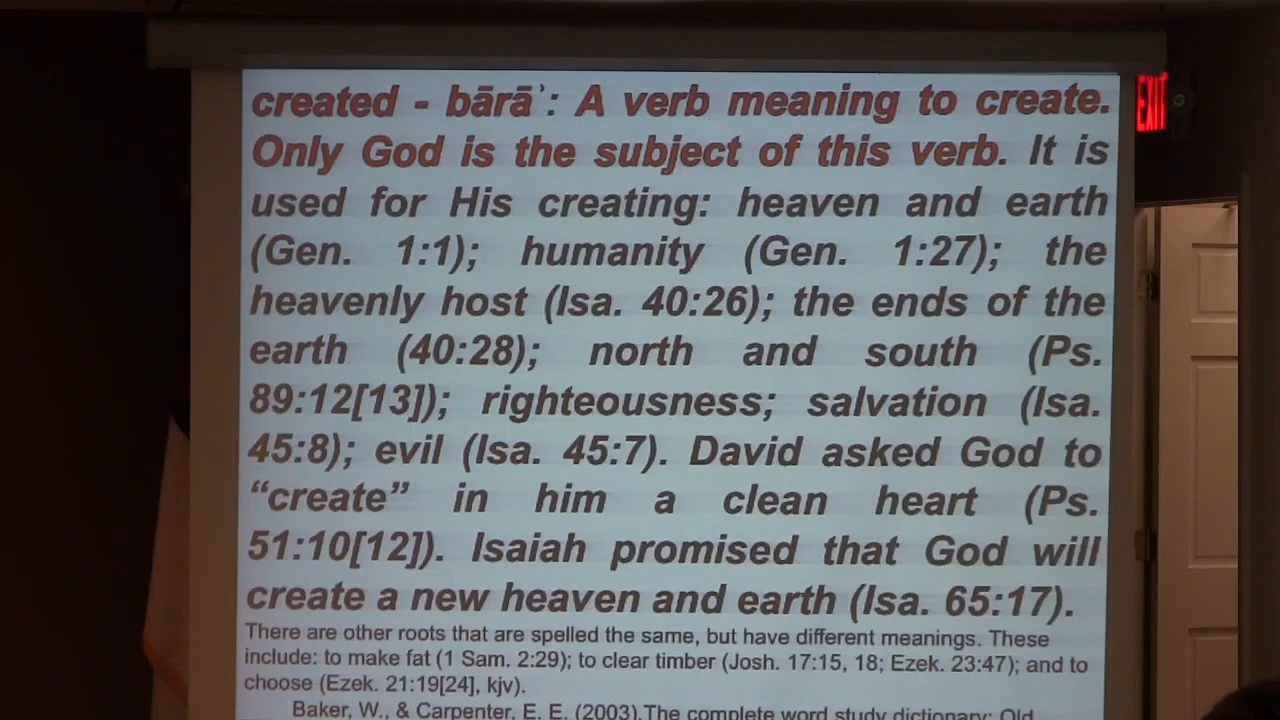 created - bārāʾ: A verb meaning to create.
Only God is the subject of this verb. It is
used for His creating: heaven and earth
(Gen. 1:1); humanity (Gen. 1:27); the
heavenly host (Isa. 40:26); the ends of the
earth (40:28); north and south (Ps.
89:12[13]); righteousness; salvation (Isa.
45:8); evil (Isa. 45:7). David asked God to
“create” in him a clean heart (Ps.
51:10[12]). Isaiah promised that God will
create a new heaven and earth (Isa. 65:17).
There are other roots that are spelled the same, but have different meanings. These
include: to make fat (1 Sam. 2:29); to clear timber (Josh. 17:15, 18; Ezek. 23:47); and to
choose (Ezek. 21:19[24], kjv).
Baker, W., & Carpenter, E. E. (2003).The complete word study dictionary: Old
EXIT